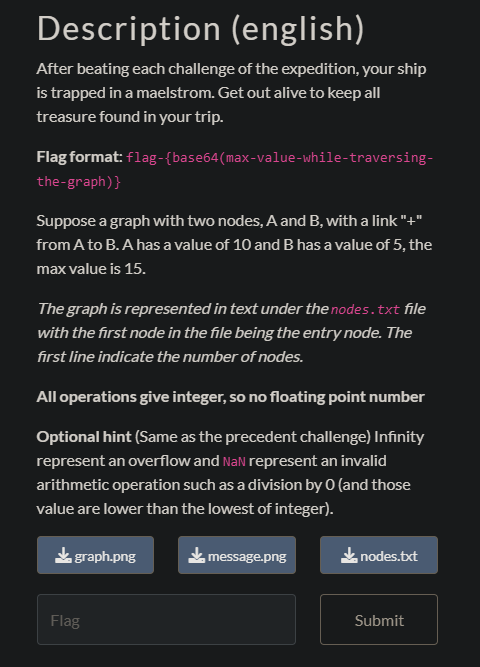 Description (english)
After beating each challenge of the expedition, your ship
is trapped in a maelstrom. Get out alive to keep all
treasure found in your trip.
Flag format: flag-{base64(max-value-while-traversing-
the-graph)}
Suppose a graph with two nodes, A and B, with a link "+"
from A to B. A has a value of 10 and B has a value of 5, the
max value is 15.
The graph is represented in text under the nodes.txt file
with the first node in the file being the entry node. The
first line indicate the number of nodes.
All operations give integer, so no floating point number
Optional hint (Same as the precedent challenge) Infinity
represent an overflow and NaN represent an invalid
arithmetic operation such as a division by 0 (and those
value are lower than the lowest of integer).
graph.png message.png nodes.txt
Flag Submit